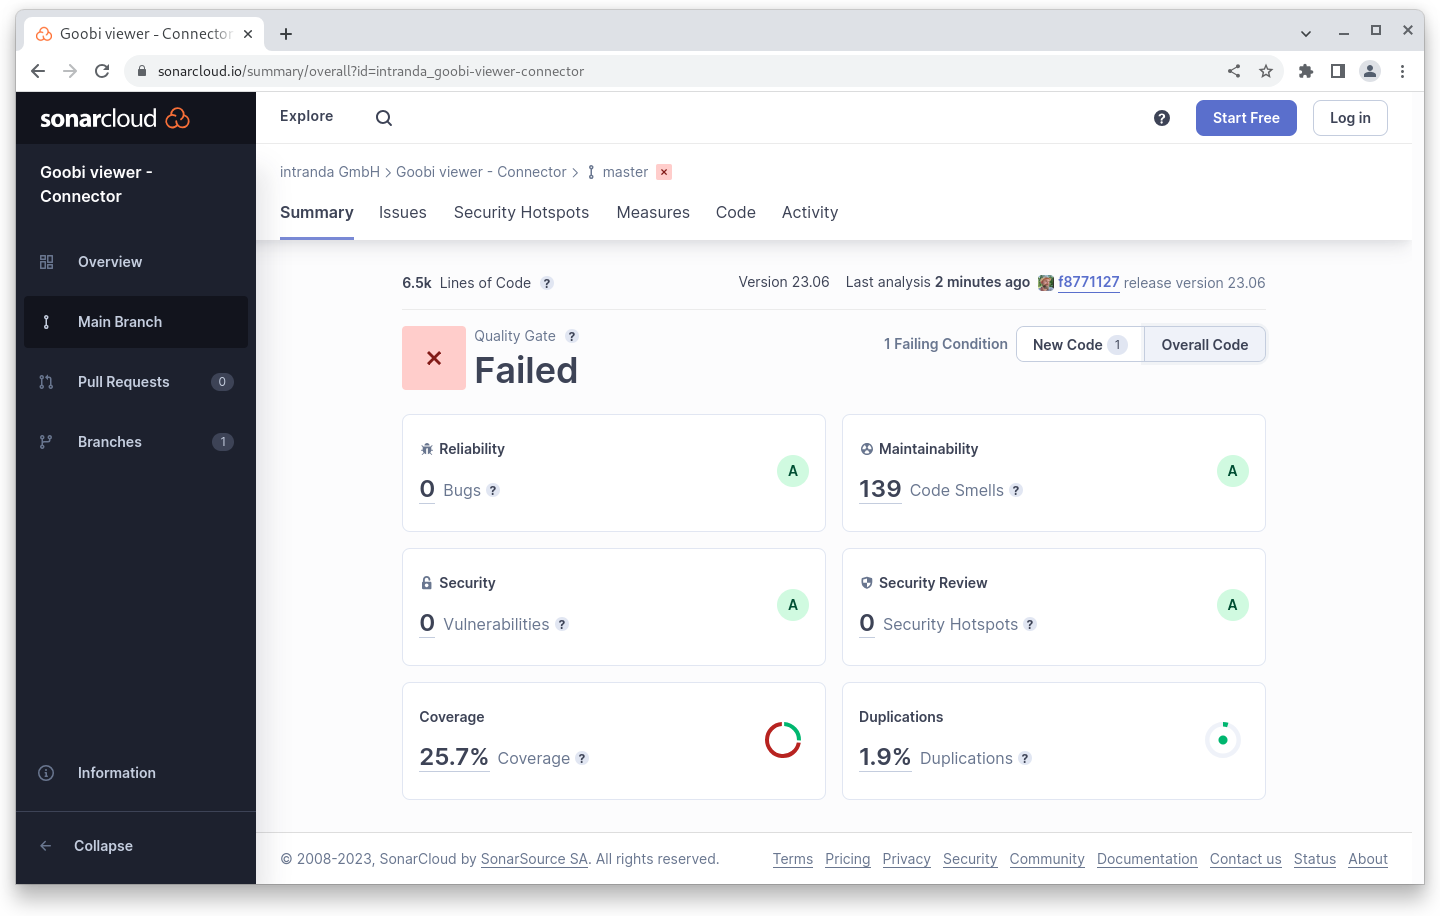 Goobi viewer - Connector
sonarcloud.io/summary/overall?id=intranda_goobi-viewer-connector
sonarcloud
Explore
Start Free
Log in
Goobi viewer -
Connector
Overview
Main Branch
Pull Requests 0
Branches 1
Information
Collapse
intranda GmbH > Goobi viewer - Connector > master
Summary Issues Security Hotspots Measures Code Activity
6.5k Lines of Code ? Version 23.06 Last analysis 2 minutes ago f8771127 release version 23.06
Quality Gate ?
Failed
1 Failing Condition New Code 1 Overall Code
Reliability
0 Bugs ? A
Maintainability
139 Code Smells ? A
Security
0 Vulnerabilities ? A
Security Review
0 Security Hotspots ? A
Coverage
25.7% Coverage ?
Duplications
1.9% Duplications ?
© 2008-2023, SonarCloud by SonarSource SA. All rights reserved. Terms Pricing Privacy Security Community Documentation Contact us Status About